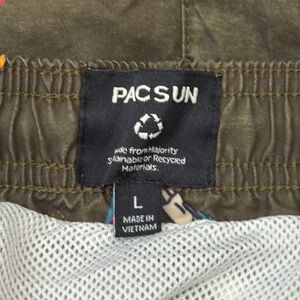 PACSUN
Made from Majority
Sustainable or Recycled
Materials.
L
MADE IN
VIETNAM